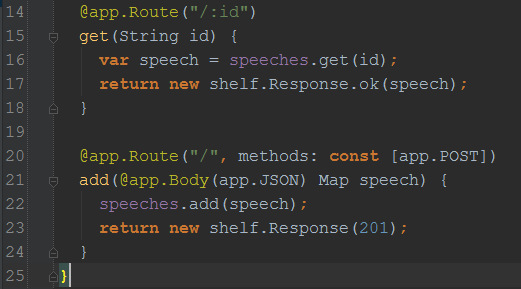 14 @app.Route("/:id")
15 get(String id) {
16 var speech = speeches.get(id);
17 return new shelf.Response.ok(speech);
18 }
19
20 @app.Route("/", methods: const [app.POST])
21 add(@app.Body(app.JSON) Map speech) {
22 speeches.add(speech);
23 return new shelf.Response(201);
24 }
25 }